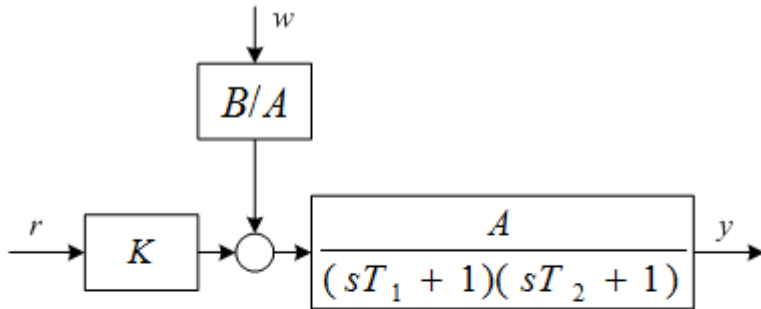 w
B/A
r
K
A
(sT₁ + 1)(sT₂ + 1)
y